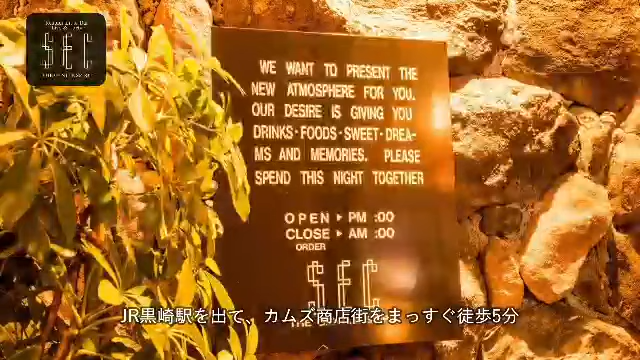 SEC
WE WANT TO PRESENT THE
NEW ATMOSPHERE FOR YOU.
OUR DESIRE IS GIVING YOU
DRINKS·FOODS·SWEET·DREA-
MS AND MEMORIES. PLEASE
SPEND THIS NIGHT TOGETHER
OPEN ▸ PM :00
CLOSE ▸ AM :00
ORDER
SEC
JR黒崎駅を出て、カムズ商店街をまっすぐ徒歩5分